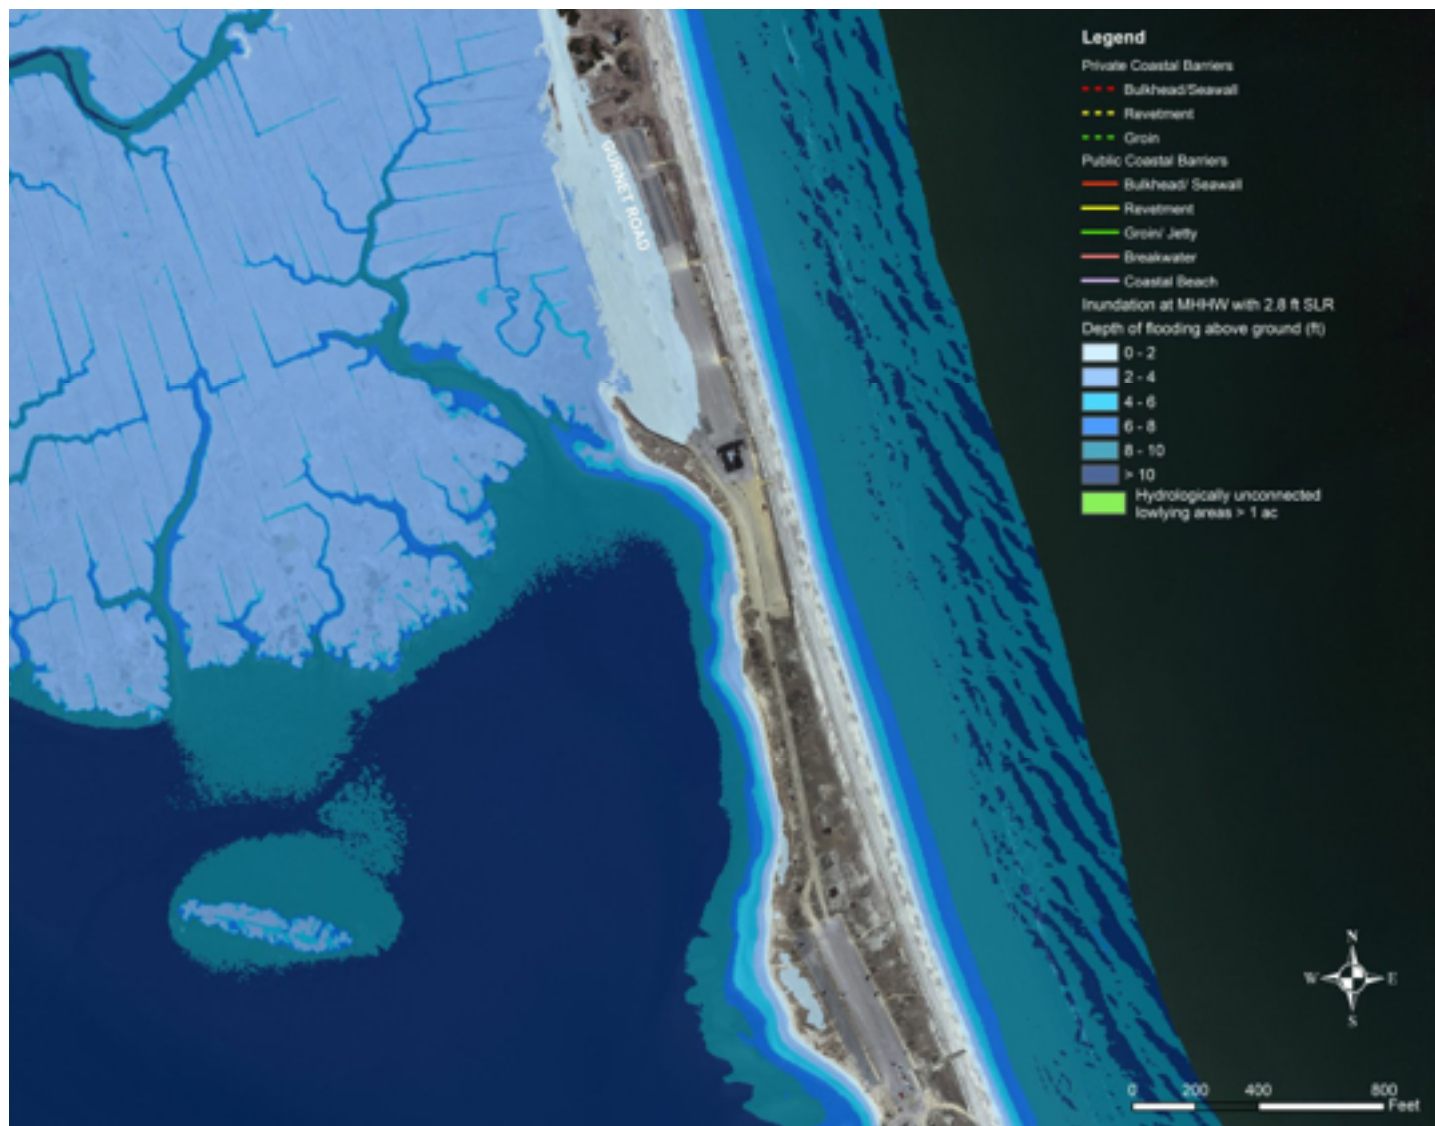 Legend
Private Coastal Barriers
Bulkhead/Seawall
Revetment
Groin
Public Coastal Barriers
Bulkhead/ Seawall
Revetment
Groin/ Jetty
Breakwater
Coastal Beach
Inundation at MHHW with 2.8 ft SLR
Depth of flooding above ground (ft)
0 - 2
2 - 4
4 - 6
6 - 8
8 - 10
> 10
Hydrologically unconnected
lowlying areas > 1 ac
GURNET ROAD
N
W E
S
0 200 400 800
Feet